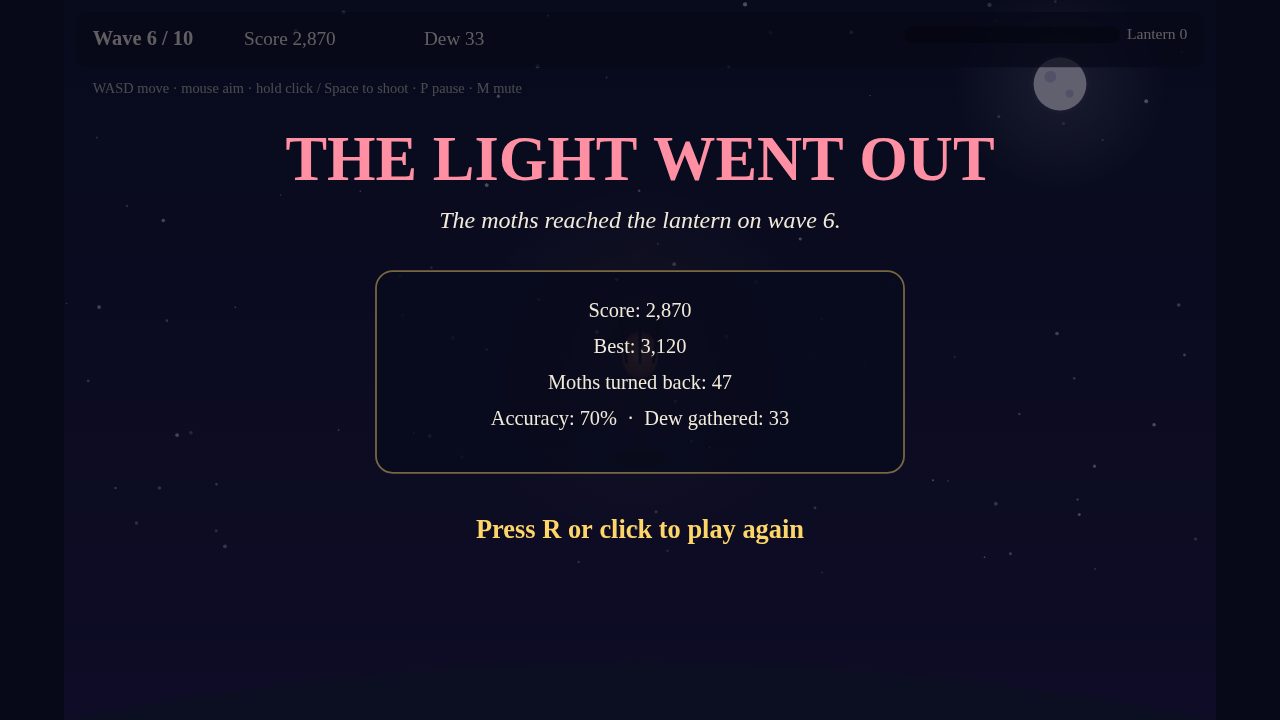 Wave 6 / 10 Score 2,870 Dew 33 Lantern 0
WASD move · mouse aim · hold click / Space to shoot · P pause · M mute
THE LIGHT WENT OUT
The moths reached the lantern on wave 6.
Score: 2,870
Best: 3,120
Moths turned back: 47
Accuracy: 70% · Dew gathered: 33
Press R or click to play again